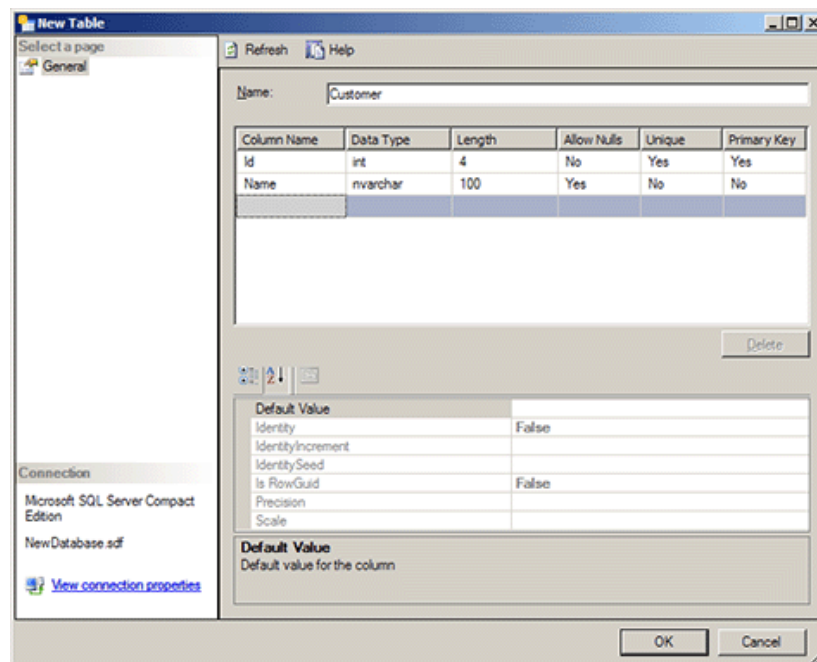 New Table
Select a page
General
Refresh Help
Name: Customer
Column Name Data Type Length Allow Nulls Unique Primary Key
Id int 4 No Yes Yes
Name nvarchar 100 Yes No No
Delete
Default Value
Identity False
IdentityIncrement
IdentitySeed
Is RowGuid False
Precision
Scale
Default Value
Default value for the column
Connection
Microsoft SQL Server Compact
Edition
NewDatabase.sdf
View connection properties
OK Cancel